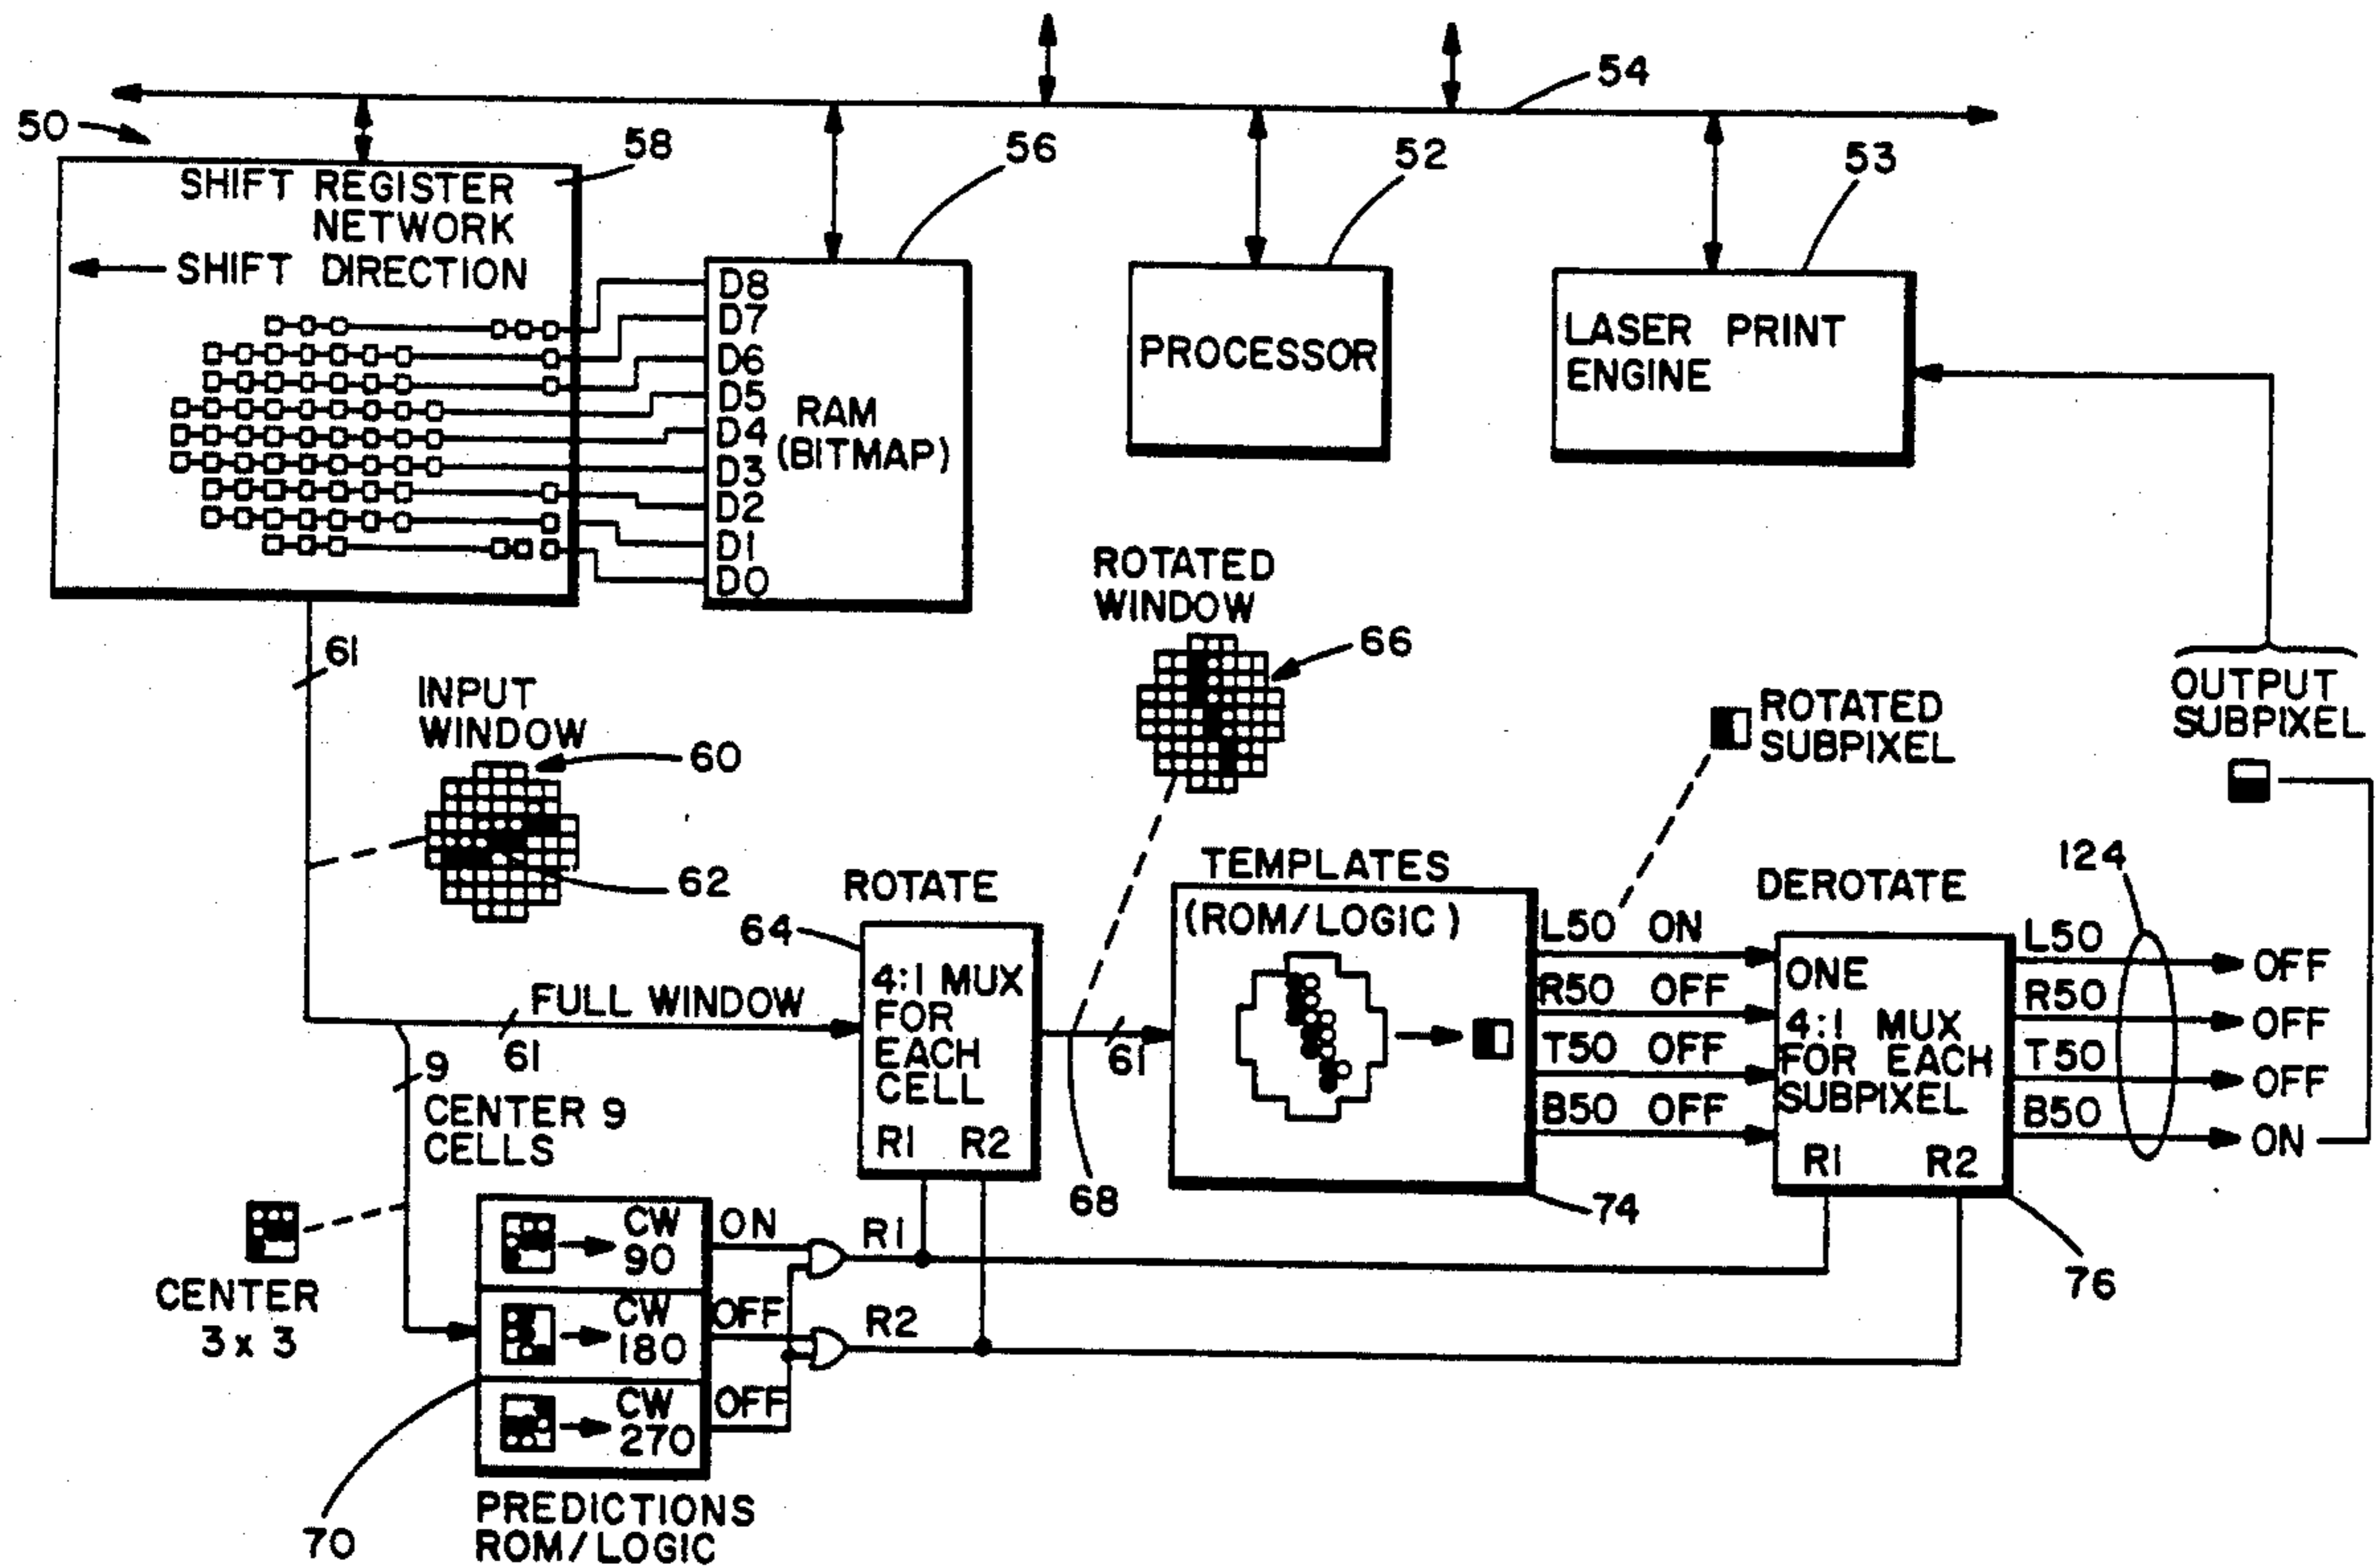 54
50
58
56
52
53
SHIFT REGISTER
NETWORK
SHIFT DIRECTION
D8
D7
D6
D5
D4
D3
D2
D1
D0
RAM
(BITMAP)
PROCESSOR
LASER PRINT
ENGINE
61
INPUT
WINDOW
60
62
ROTATED
WINDOW
66
ROTATED
SUBPIXEL
OUTPUT
SUBPIXEL
ROTATE
64
4:1 MUX
FOR
EACH
CELL
R1 R2
FULL WINDOW
61
9
CENTER 9
CELLS
61
68
TEMPLATES
(ROM/LOGIC)
74
L50 ON
R50 OFF
T50 OFF
B50 OFF
DEROTATE
ONE
4:1 MUX
FOR EACH
SUBPIXEL
R1 R2
76
124
L50 OFF
R50 OFF
T50 OFF
B50 ON
CENTER
3 x 3
CW
90
ON
CW
180
OFF
CW
270
OFF
R1
R2
70
PREDICTIONS
ROM/LOGIC